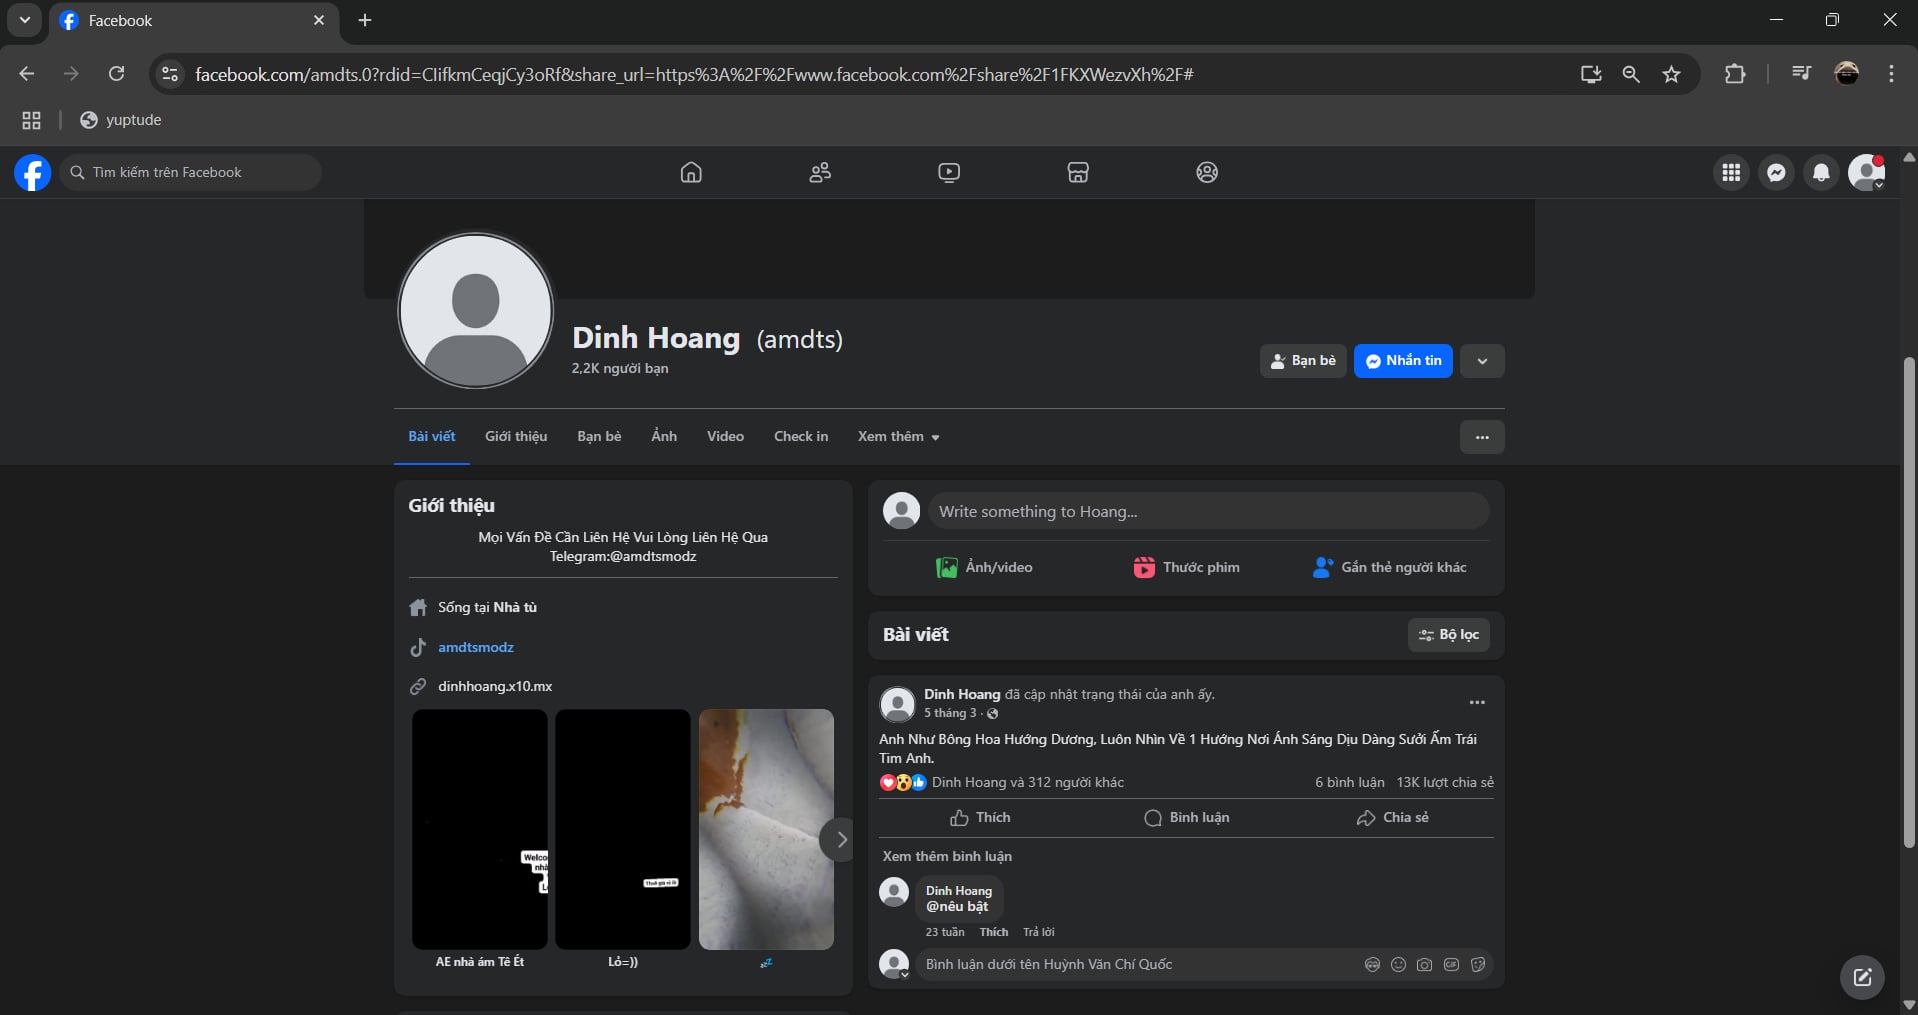 Facebook
facebook.com/amdts.0?rdid=ClifkmCeqjCy3oRf&share_url=https%3A%2F%2Fwww.facebook.com%2Fshare%2F1FKXWezvXh%2F#
yuptude
Tìm kiếm trên Facebook
Dinh Hoang (amdts)
2,2K người bạn
Bạn bè
Nhắn tin
Bài viết
Giới thiệu
Bạn bè
Ảnh
Video
Check in
Xem thêm
Giới thiệu
Mọi Vấn Đề Cần Liên Hệ Vui Lòng Liên Hệ Qua
Telegram:@amdtsmodz
Sống tại Nhà tù
amdtsmodz
dinhhoang.x10.mx
Welco
nhà
AE nhà ám Tê Ét
Lỏ=))
Write something to Hoang...
Ảnh/video
Thước phim
Gắn thẻ người khác
Bài viết
Bộ lọc
Dinh Hoang đã cập nhật trạng thái của anh ấy.
5 tháng 3 ·
Anh Như Bông Hoa Hướng Dương, Luôn Nhìn Về 1 Hướng Nơi Ánh Sáng Dịu Dàng Sưởi Ấm Trái
Tim Anh.
Dinh Hoang và 312 người khác
6 bình luận
13K lượt chia sẻ
Thích
Bình luận
Chia sẻ
Xem thêm bình luận
Dinh Hoang
@nêu bật
23 tuần
Thích
Trả lời
Bình luận dưới tên Huỳnh Văn Chí Quốc
GIF